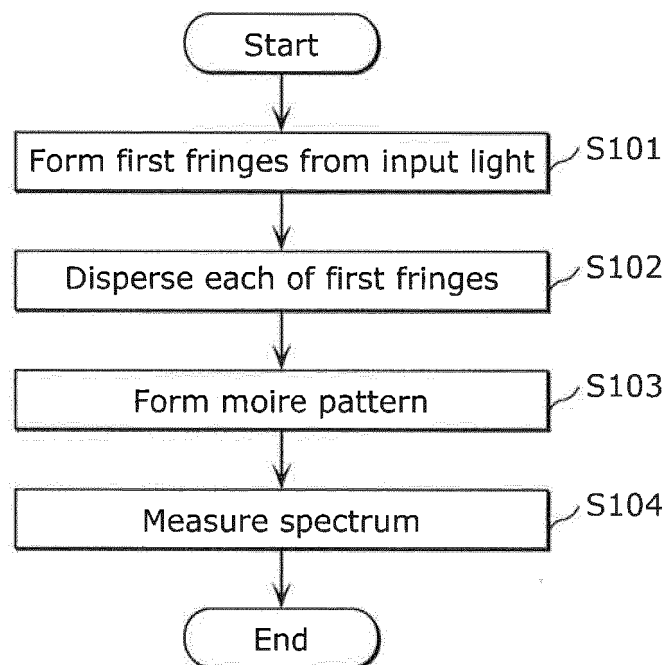 Start
Form first fringes from input light S101
Disperse each of first fringes S102
Form moire pattern S103
Measure spectrum S104
End